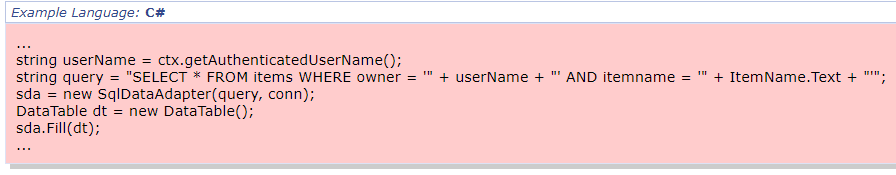 Example Language: C#
...
string userName = ctx.getAuthenticatedUserName();
string query = "SELECT * FROM items WHERE owner = '" + userName + "' AND itemname = '" + ItemName.Text + "'";
sda = new SqlDataAdapter(query, conn);
DataTable dt = new DataTable();
sda.Fill(dt);
...